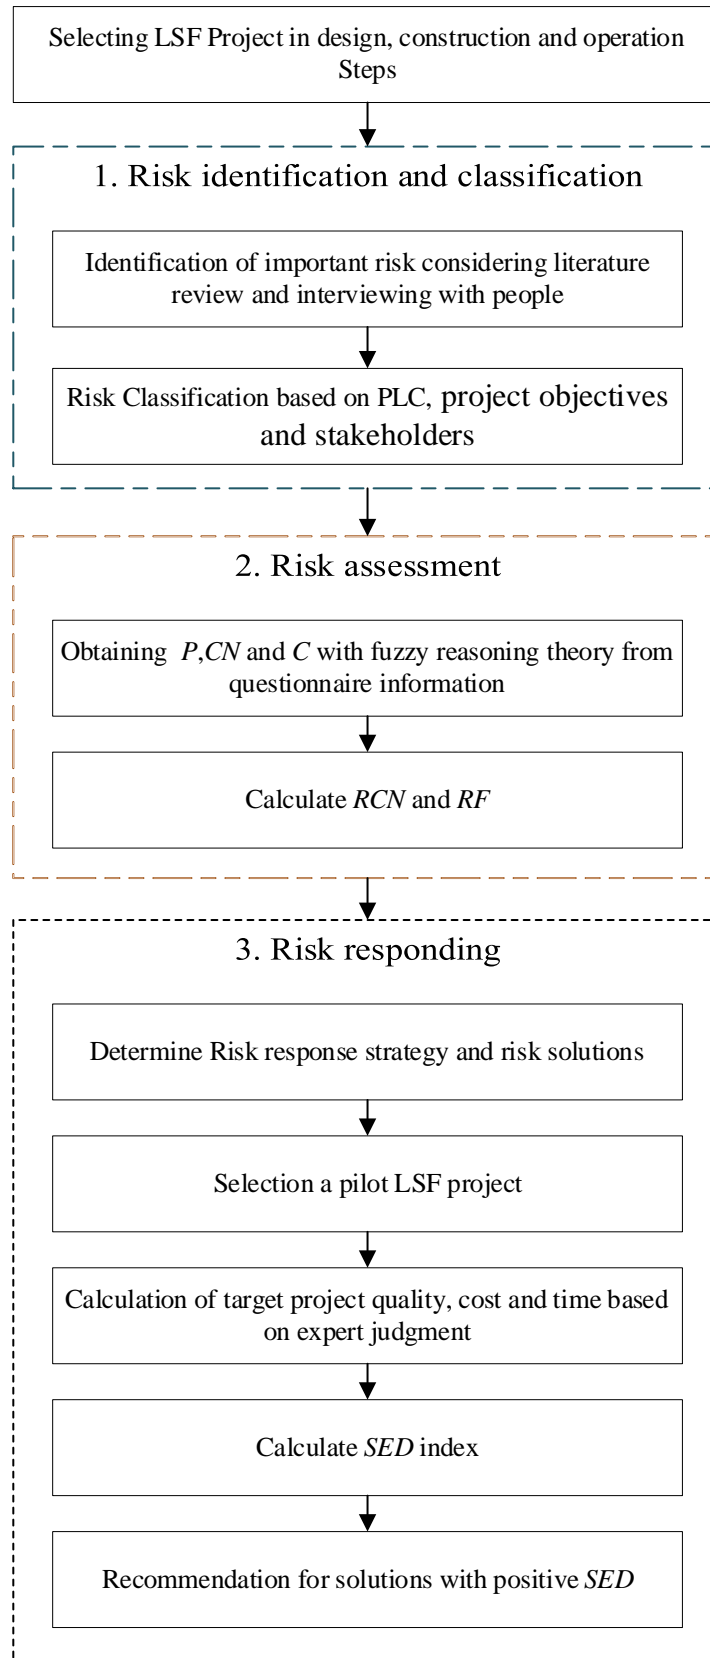 Selecting LSF Project in design, construction and operation
Steps
1. Risk identification and classification
Identification of important risk considering literature
review and interviewing with people
Risk Classification based on PLC, project objectives
and stakeholders
2. Risk assessment
Obtaining P,CN and C with fuzzy reasoning theory from
questionnaire information
Calculate RCN and RF
3. Risk responding
Determine Risk response strategy and risk solutions
Selection a pilot LSF project
Calculation of target project quality, cost and time based
on expert judgment
Calculate SED index
Recommendation for solutions with positive SED